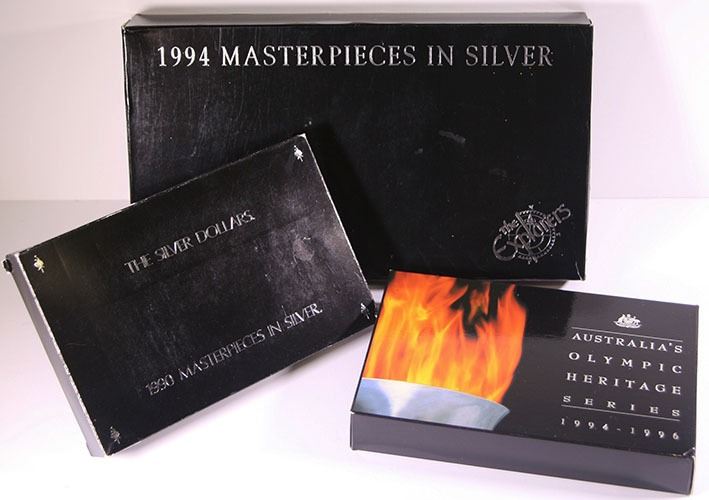 1994 MASTERPIECES IN SILVER
The
Explorers
THE SILVER DOLLARS.
1990 MASTERPIECES IN SILVER.
AUSTRALIA'S
OLYMPIC
HERITAGE
SERIES
1994-1996